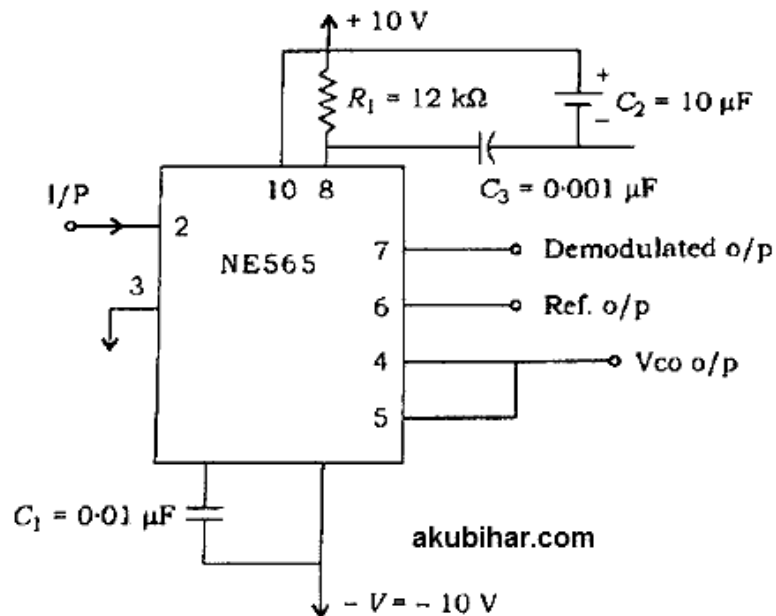 + 10 V
R1 = 12 kΩ
+
−
C2 = 10 μF
C3 = 0·001 μF
I/P
10 8
2
NE565
3
7
Demodulated o/p
6
Ref. o/p
4
Vco o/p
5
C1 = 0·01 μF
akubihar.com
− V = − 10 V